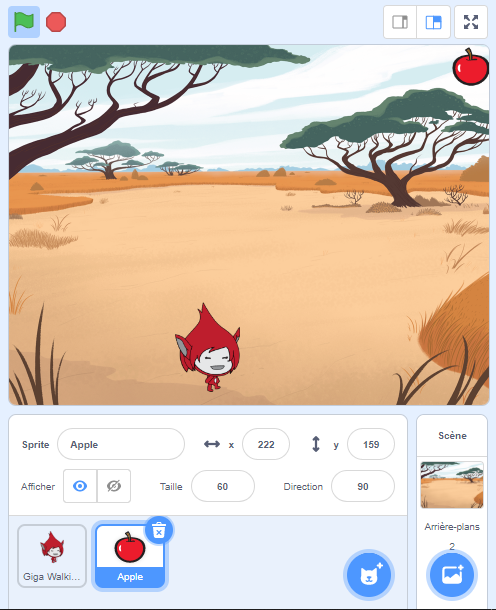 Sprite Apple x 222 y 159
Afficher Taille 60 Direction 90
Giga Walki...
Apple
Scène
Arrière-plans
2